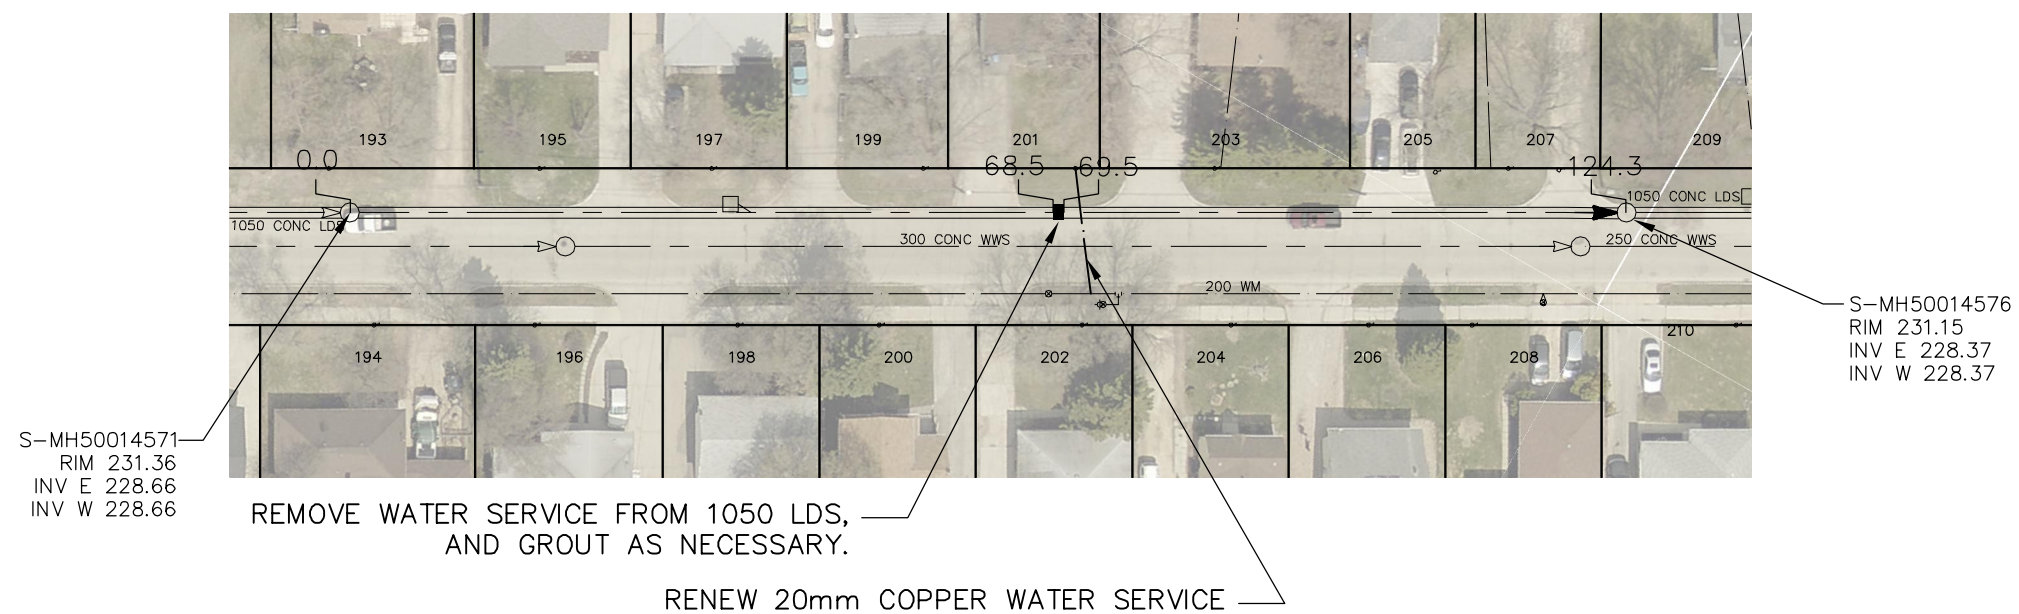 193
195
197
199
201
203
205
207
209
0.0
68.5
69.5
124.3
1050 CONC LDS
1050 CONC LDS
300 CONC WWS
250 CONC WWS
200 WM
194
196
198
200
202
204
206
208
210
S-MH50014576
RIM 231.15
INV E 228.37
INV W 228.37
S-MH50014571
RIM 231.36
INV E 228.66
INV W 228.66
REMOVE WATER SERVICE FROM 1050 LDS,
AND GROUT AS NECESSARY.
RENEW 20mm COPPER WATER SERVICE